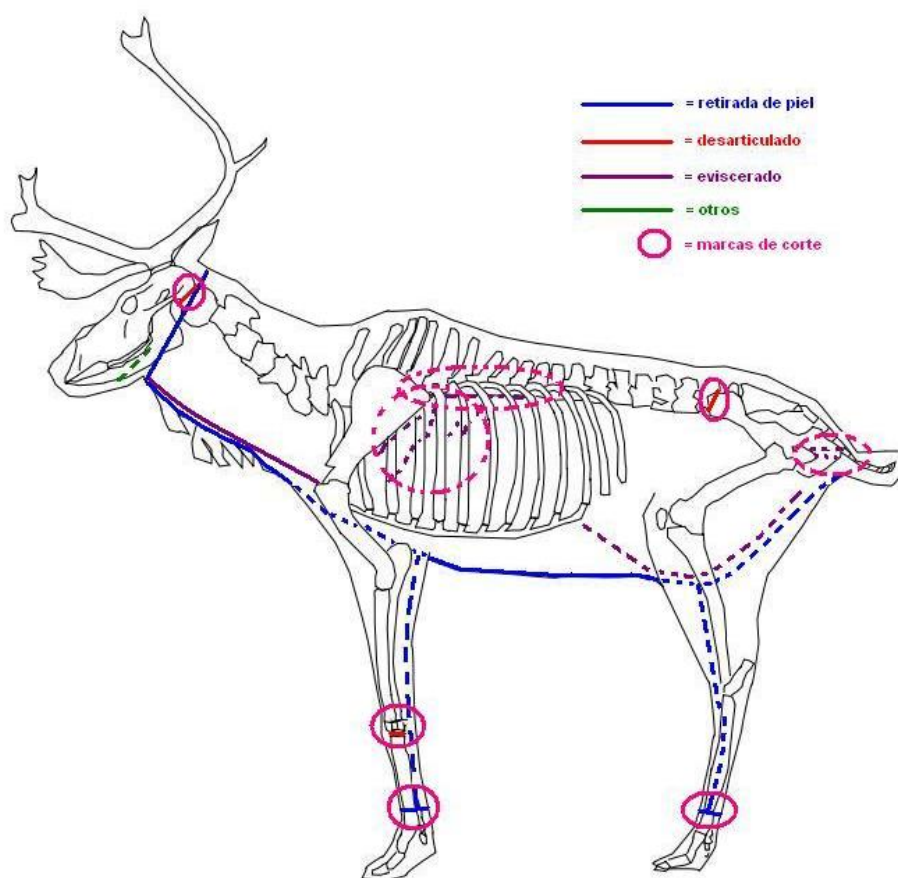 = retirada de piel
= desarticulado
= eviscerado
= otros
= marcas de corte